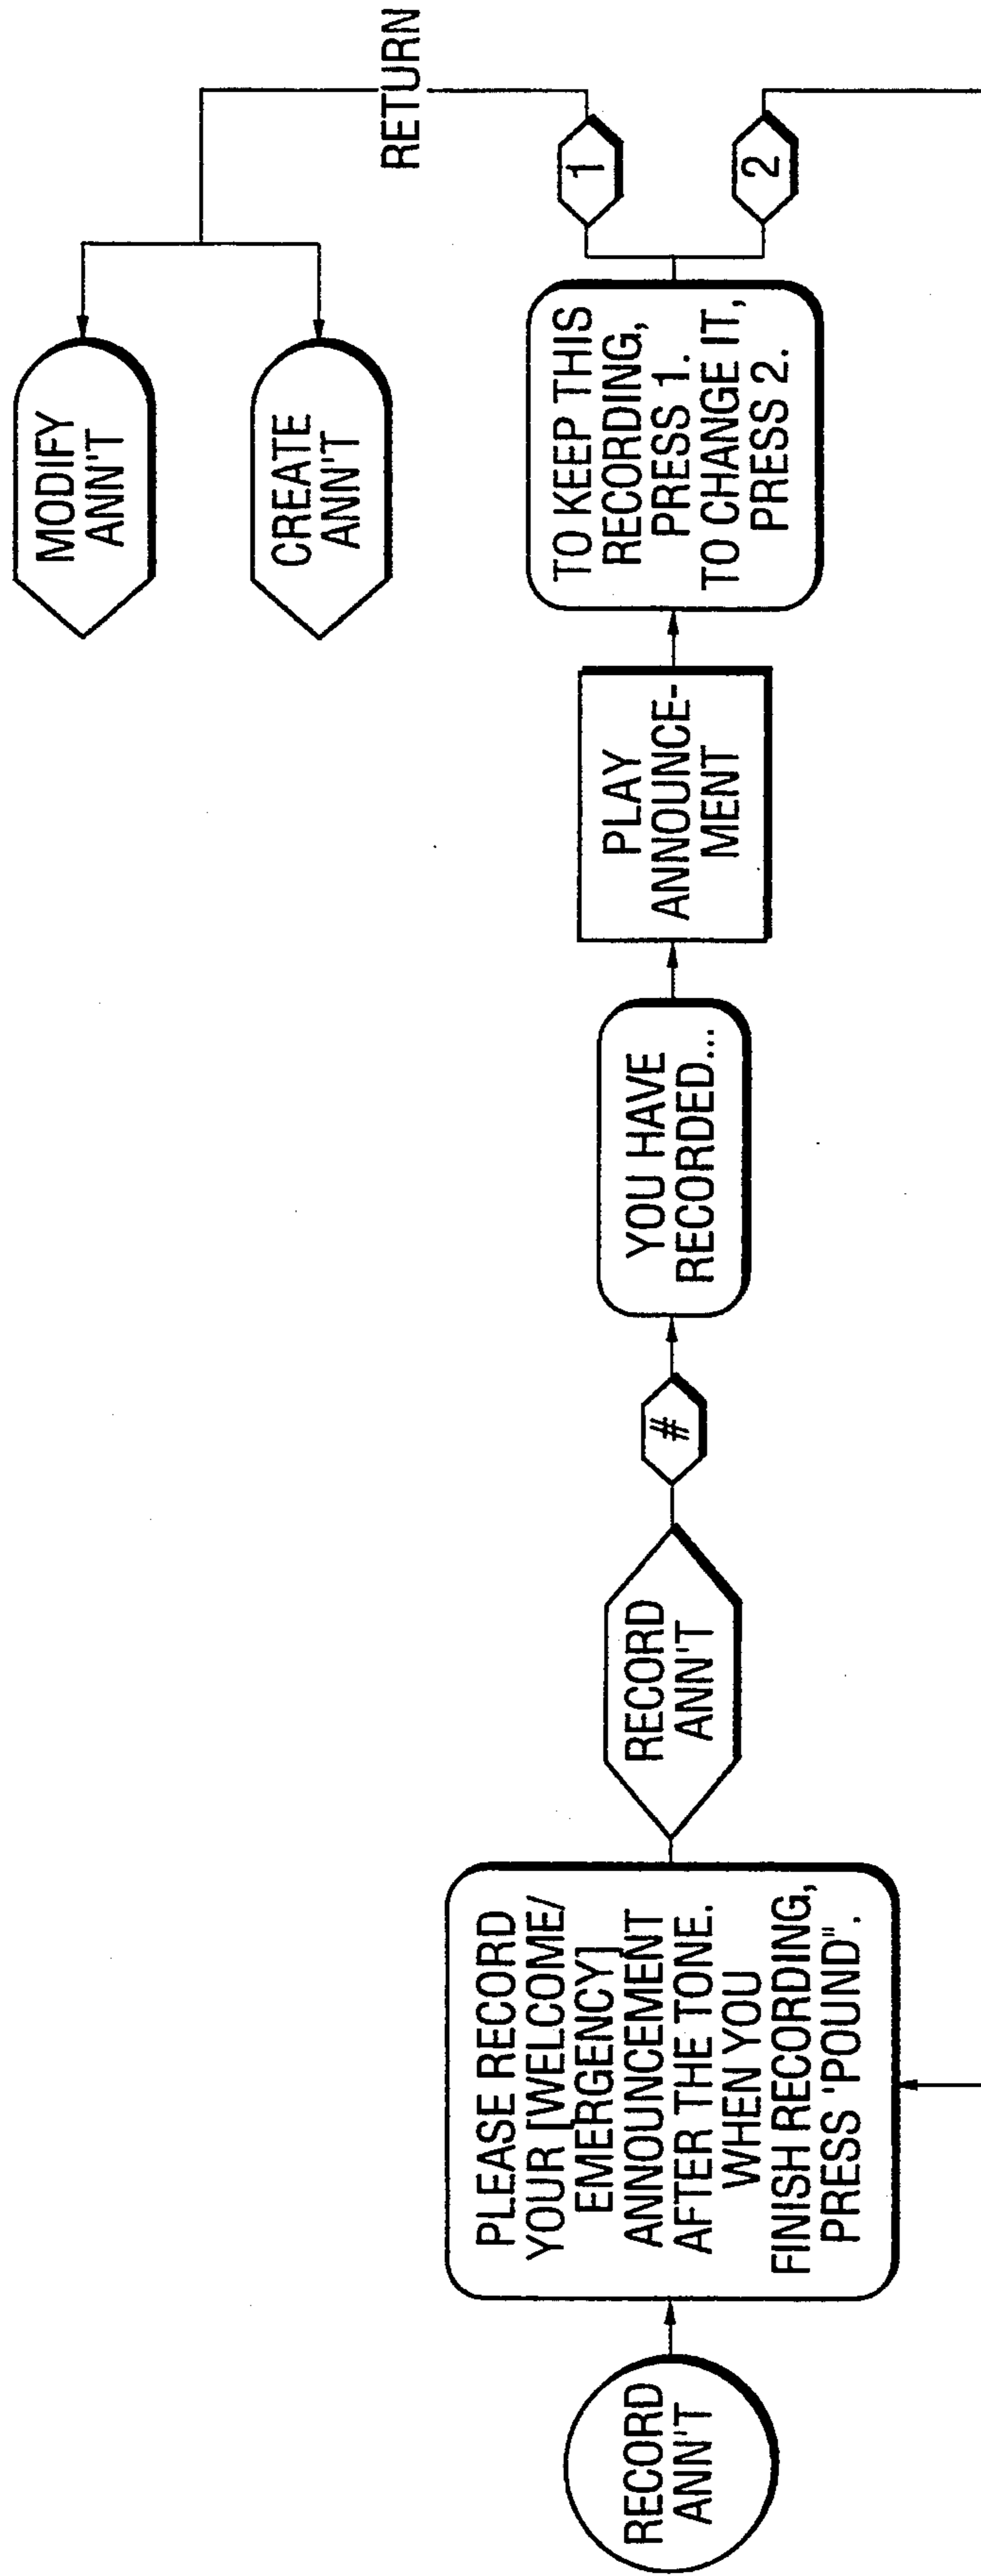 RECORD
ANN'T
PLEASE RECORD
YOUR [WELCOME/
EMERGENCY]
ANNOUNCEMENT
AFTER THE TONE.
WHEN YOU
FINISH RECORDING,
PRESS 'POUND".
RECORD
ANN'T
#
YOU HAVE
RECORDED...
PLAY
ANNOUNCE-
MENT
TO KEEP THIS
RECORDING,
PRESS 1.
TO CHANGE IT,
PRESS 2.
1
2
RETURN
MODIFY
ANN'T
CREATE
ANN'T